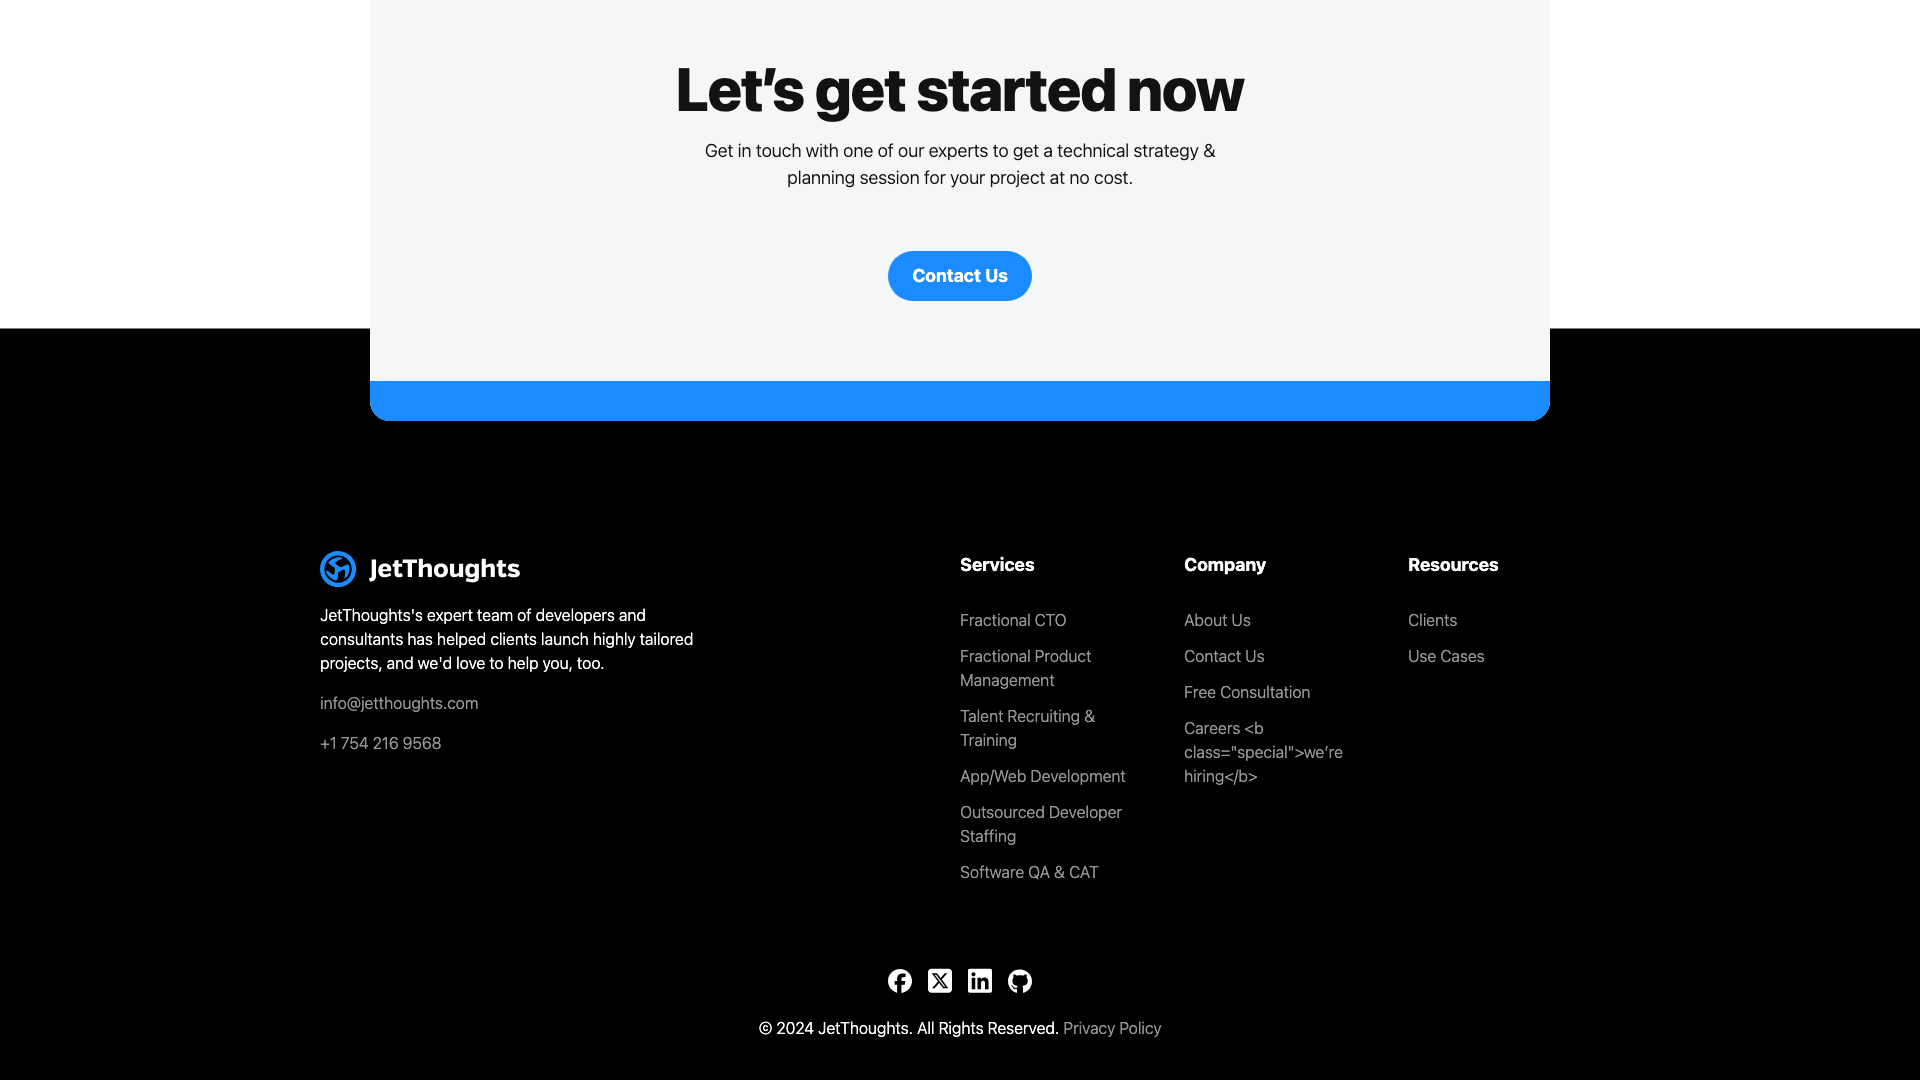 Let’s get started now
Get in touch with one of our experts to get a technical strategy &
planning session for your project at no cost.
Contact Us
JetThoughts
JetThoughts's expert team of developers and
consultants has helped clients launch highly tailored
projects, and we'd love to help you, too.
info@jetthoughts.com
+1 754 216 9568
Services
Fractional CTO
Fractional Product
Management
Talent Recruiting &
Training
App/Web Development
Outsourced Developer
Staffing
Software QA & CAT
Company
About Us
Contact Us
Free Consultation
Careers <b
class="special">we’re
hiring</b>
Resources
Clients
Use Cases
© 2024 JetThoughts. All Rights Reserved. Privacy Policy